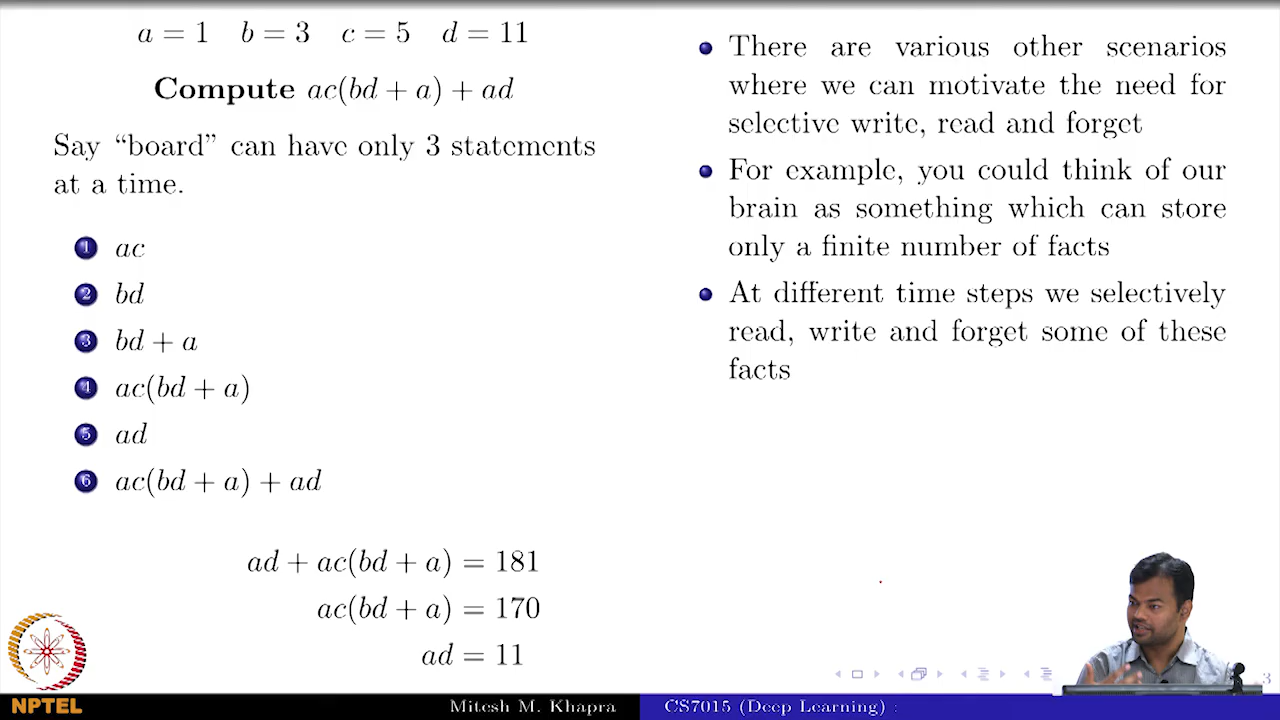 a = 1 b = 3 c = 5 d = 11
Compute ac(bd + a) + ad
Say “board” can have only 3 statements
at a time.
1 ac
2 bd
3 bd + a
4 ac(bd + a)
5 ad
6 ac(bd + a) + ad
ad + ac(bd + a) = 181
ac(bd + a) = 170
ad = 11
There are various other scenarios
where we can motivate the need for
selective write, read and forget
For example, you could think of our
brain as something which can store
only a finite number of facts
At different time steps we selectively
read, write and forget some of these
facts
NPTEL
Mitesh M. Khapra
CS7015 (Deep Learning) :